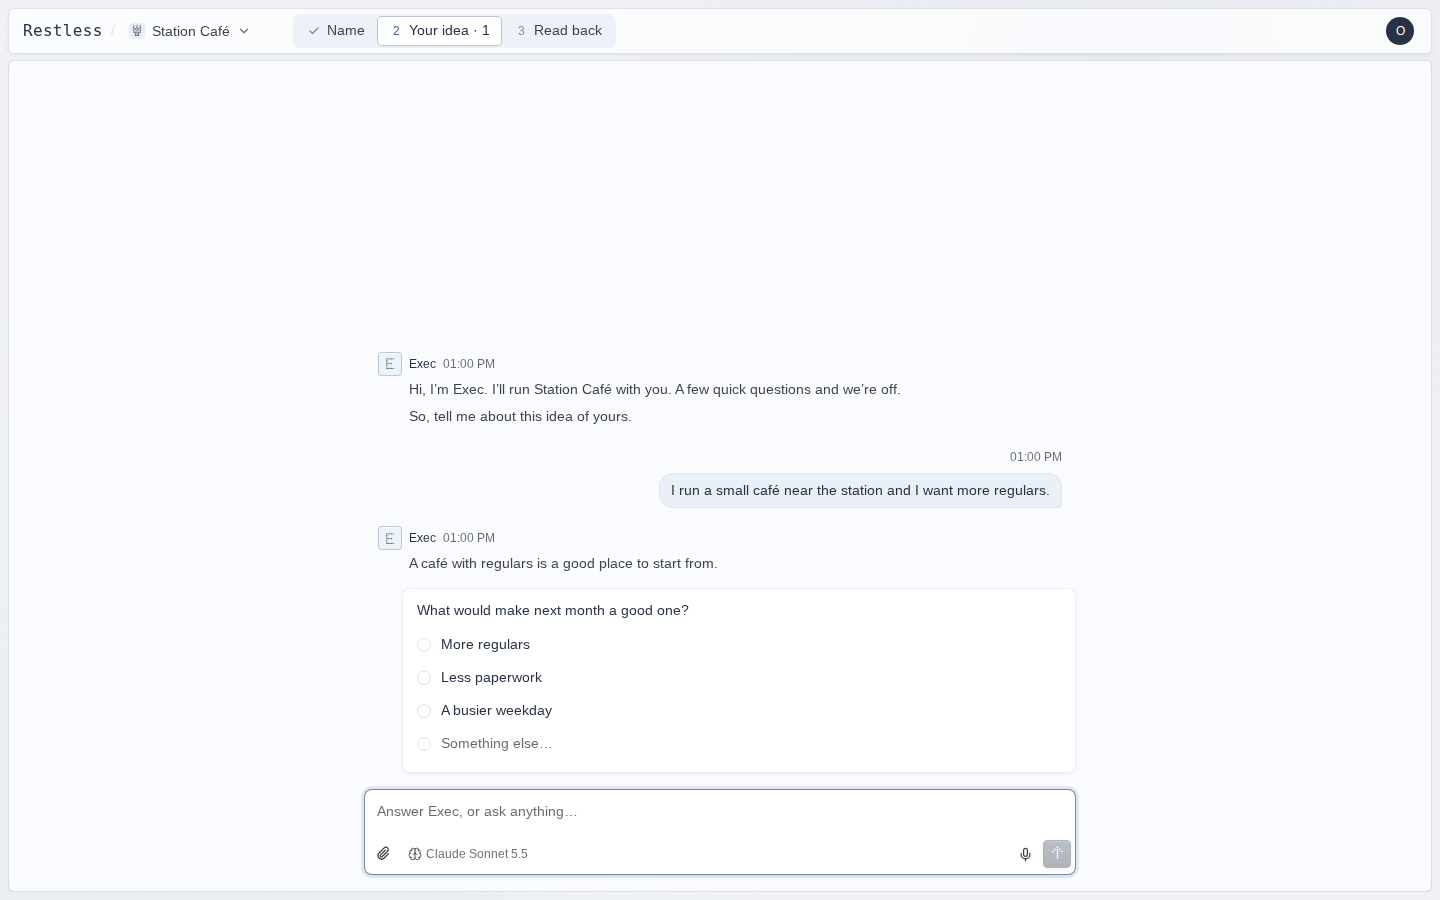 Restless / Station Café
Name
2 Your idea · 1
3 Read back
O
E Exec 01:00 PM
Hi, I’m Exec. I’ll run Station Café with you. A few quick questions and we’re off.
So, tell me about this idea of yours.
01:00 PM
I run a small café near the station and I want more regulars.
E Exec 01:00 PM
A café with regulars is a good place to start from.
What would make next month a good one?
More regulars
Less paperwork
A busier weekday
Something else…
Answer Exec, or ask anything…
Claude Sonnet 5.5